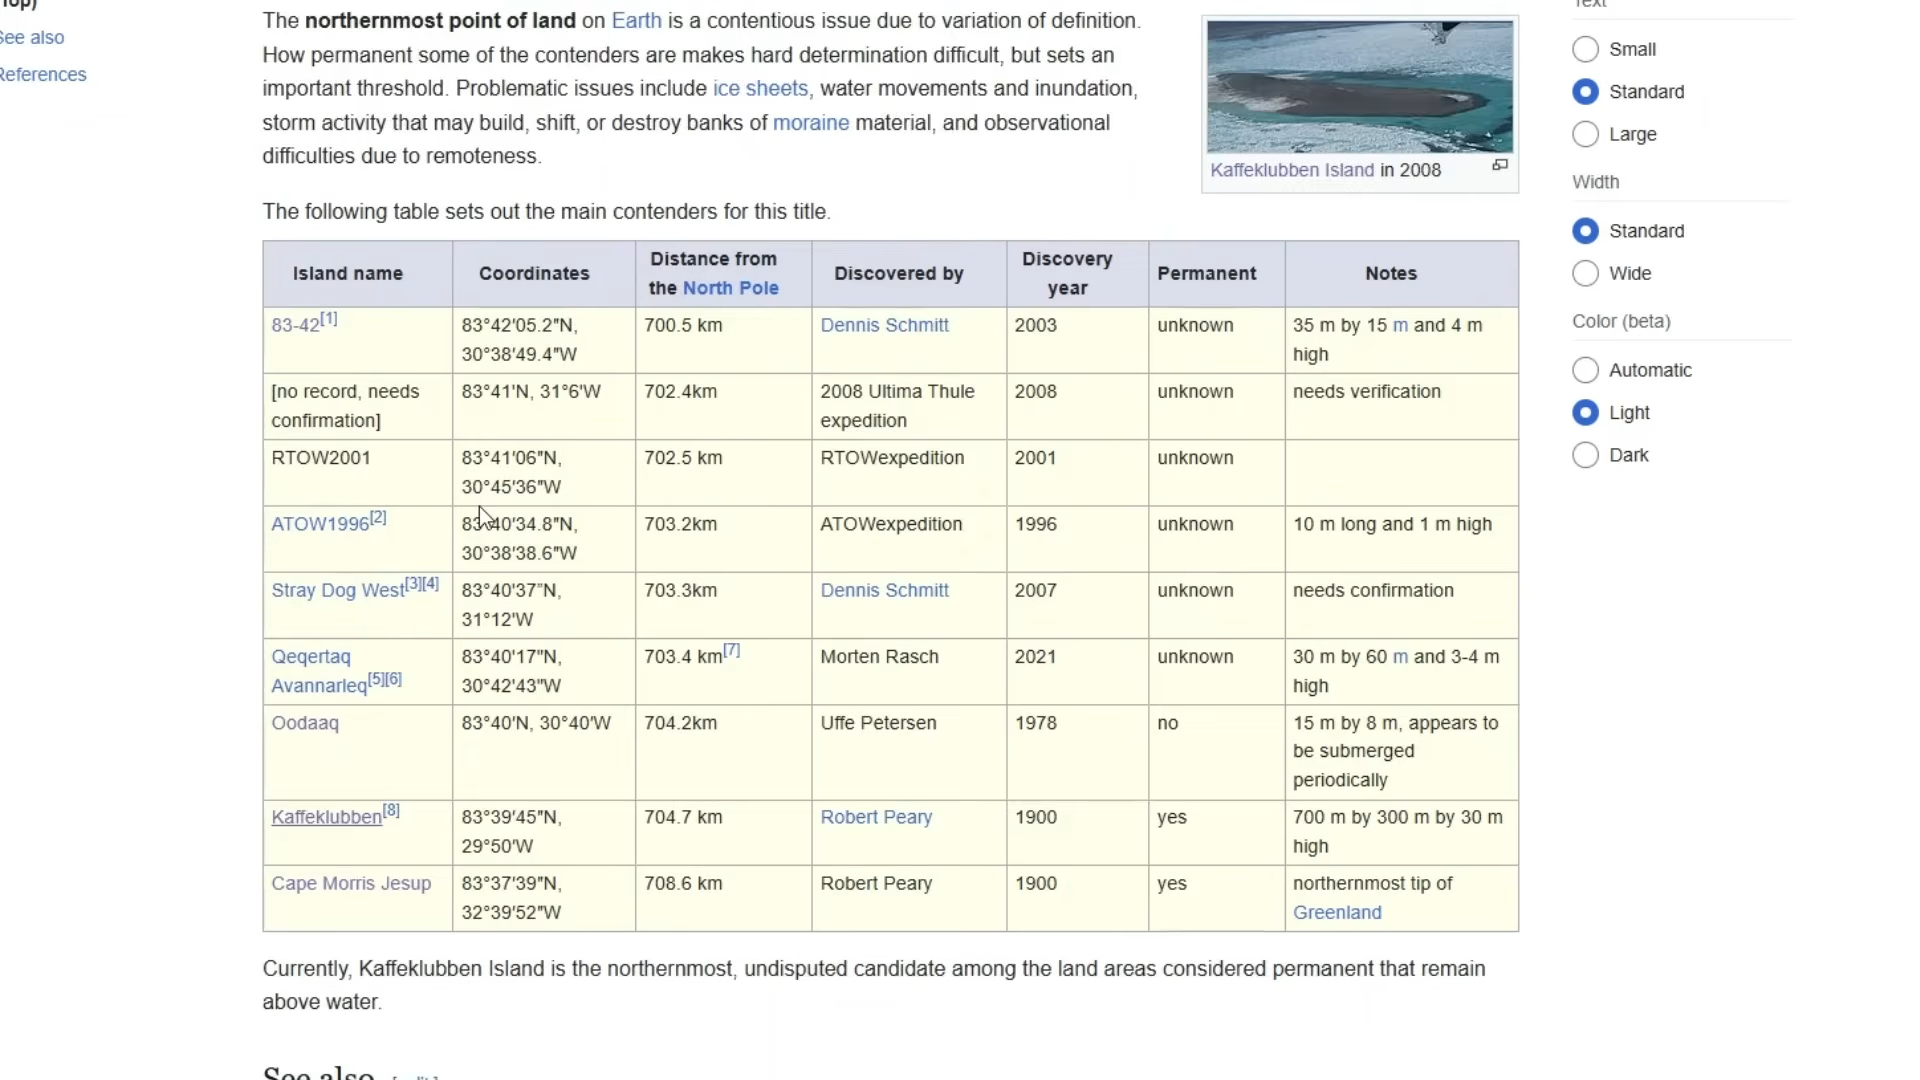 See also
References
The northernmost point of land on Earth is a contentious issue due to variation of definition.
How permanent some of the contenders are makes hard determination difficult, but sets an
important threshold. Problematic issues include ice sheets, water movements and inundation,
storm activity that may build, shift, or destroy banks of moraine material, and observational
difficulties due to remoteness.
Kaffeklubben Island in 2008
The following table sets out the main contenders for this title.
Island name Coordinates Distance from the North Pole Discovered by Discovery year Permanent Notes
83-42[1] 83°42'05.2"N, 30°38'49.4"W 700.5 km Dennis Schmitt 2003 unknown 35 m by 15 m and 4 m high
[no record, needs confirmation] 83°41'N, 31°6'W 702.4km 2008 Ultima Thule expedition 2008 unknown needs verification
RTOW2001 83°41'06"N, 30°45'36"W 702.5 km RTOWexpedition 2001 unknown
ATOW1996[2] 83°40'34.8"N, 30°38'38.6"W 703.2km ATOWexpedition 1996 unknown 10 m long and 1 m high
Stray Dog West[3][4] 83°40'37"N, 31°12'W 703.3km Dennis Schmitt 2007 unknown needs confirmation
Qeqertaq Avannarleq[5][6] 83°40'17"N, 30°42'43"W 703.4 km[7] Morten Rasch 2021 unknown 30 m by 60 m and 3-4 m high
Oodaaq 83°40'N, 30°40'W 704.2km Uffe Petersen 1978 no 15 m by 8 m, appears to be submerged periodically
Kaffeklubben[8] 83°39'45"N, 29°50'W 704.7 km Robert Peary 1900 yes 700 m by 300 m by 30 m high
Cape Morris Jesup 83°37'39"N, 32°39'52"W 708.6 km Robert Peary 1900 yes northernmost tip of Greenland
Currently, Kaffeklubben Island is the northernmost, undisputed candidate among the land areas considered permanent that remain
above water.
See also
Text
Small
Standard
Large
Width
Standard
Wide
Color (beta)
Automatic
Light
Dark